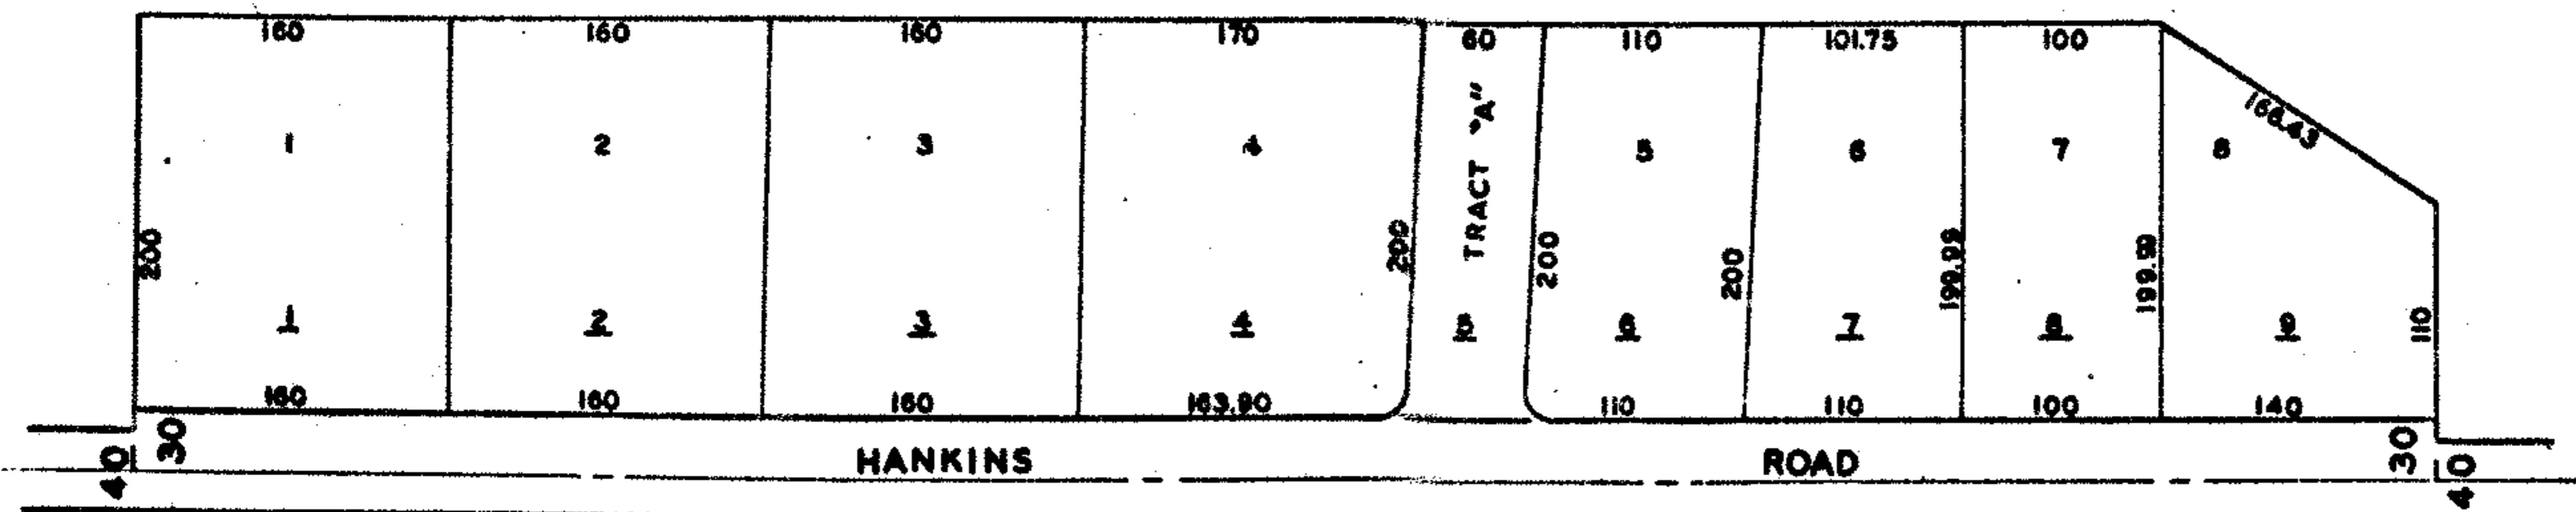 160 160 160 170 60 110 101.75 100
166.43
1 2 3 4 TRACT "A" 5 6 7 8
200 200 200 200 199.99 199.99 110
1 2 3 4 5 6 7 8 9
160 160 160 163.90 110 110 100 140
30 30
40 HANKINS ROAD 40